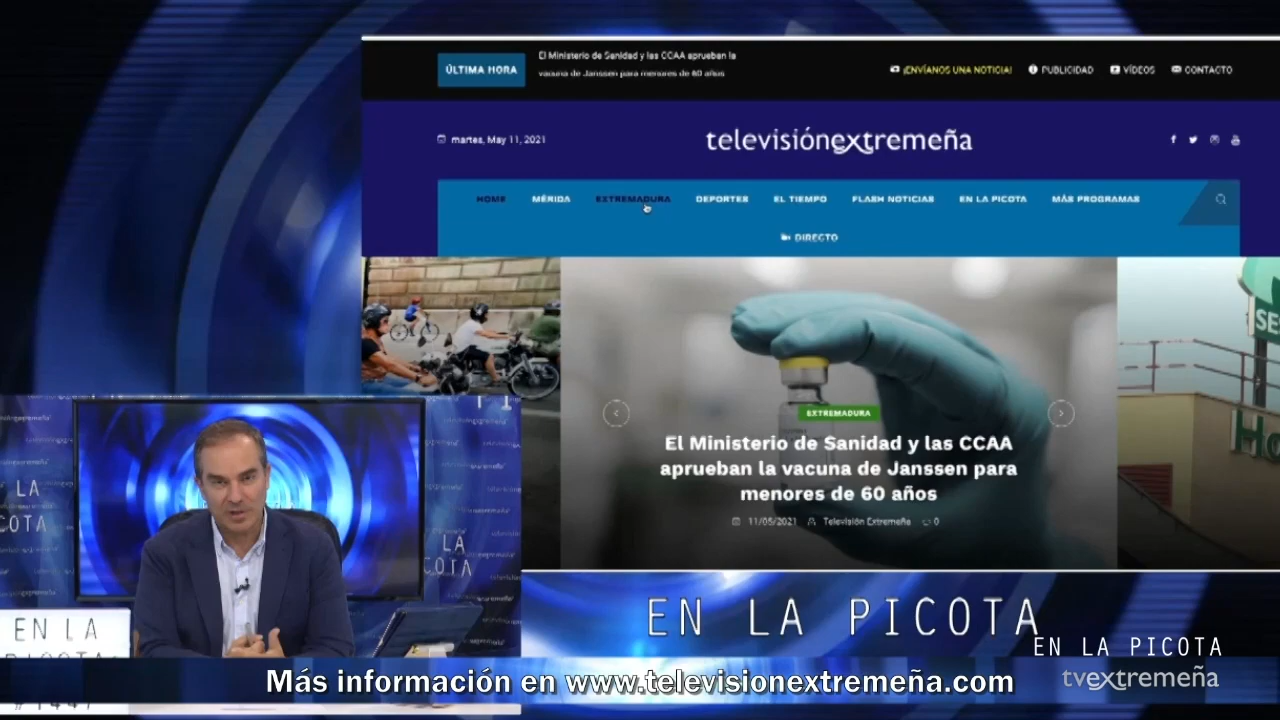 ÚLTIMA HORA
El Ministerio de Sanidad y las CCAA aprueban la
vacuna de Janssen para menores de 60 años
¡ENVÍANOS UNA NOTICIA!
PUBLICIDAD
VÍDEOS
CONTACTO
martes, May 11, 2021
televisiónextremeña
HOME
MÉRIDA
EXTREMADURA
DEPORTES
EL TIEMPO
FLASH NOTICIAS
EN LA PICOTA
MÁS PROGRAMAS
DIRECTO
EXTREMADURA
El Ministerio de Sanidad y las CCAA
aprueban la vacuna de Janssen para
menores de 60 años
11/05/2021
Televisión Extremeña
0
SE
Ho
LA
COTA
LA
COTA
EN LA
PICOTA
EN LA PICOTA
EN LA PICOTA
tvextremeña
Más información en www.televisionextremeña.com